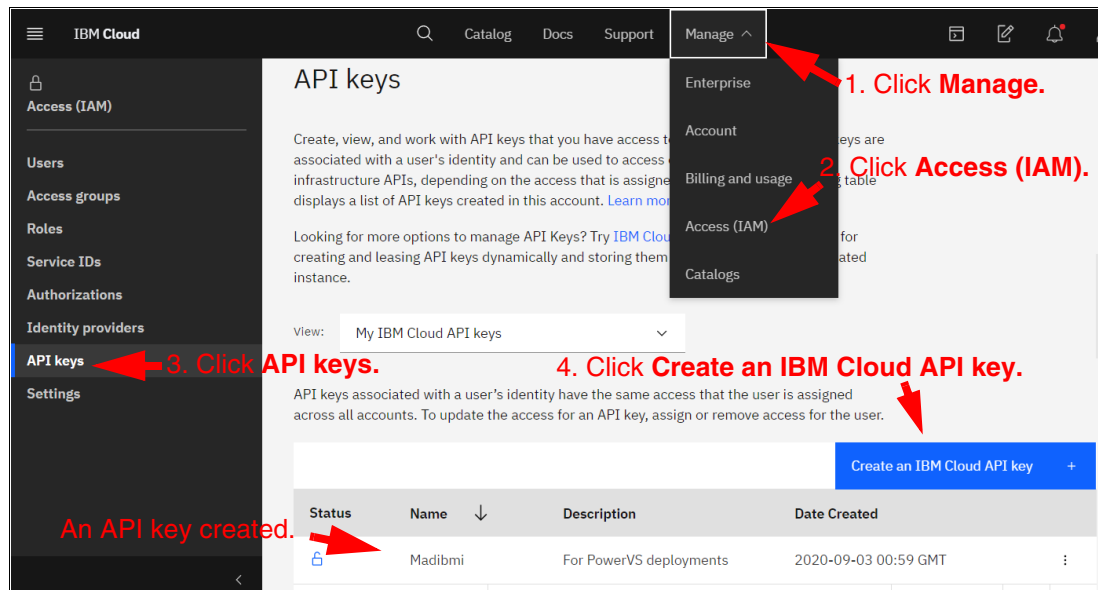 IBM Cloud
Catalog
Docs
Support
Manage
1. Click Manage.
Enterprise
Account
Billing and usage
2. Click Access (IAM).
Access (IAM)
Catalogs
Access (IAM)
Users
Access groups
Roles
Service IDs
Authorizations
Identity providers
API keys
Settings
3. Click API keys.
API keys
Create, view, and work with API keys that you have access t eys are
associated with a user's identity and can be used to access
infrastructure APIs, depending on the access that is assigne table
displays a list of API keys created in this account. Learn mor
Looking for more options to manage API Keys? Try IBM Clou for
creating and leasing API keys dynamically and storing them ated
instance.
View: My IBM Cloud API keys
4. Click Create an IBM Cloud API key.
API keys associated with a user's identity have the same access that the user is assigned
across all accounts. To update the access for an API key, assign or remove access for the user.
Create an IBM Cloud API key +
Status Name Description Date Created
An API key created.
Madibmi For PowerVS deployments 2020-09-03 00:59 GMT